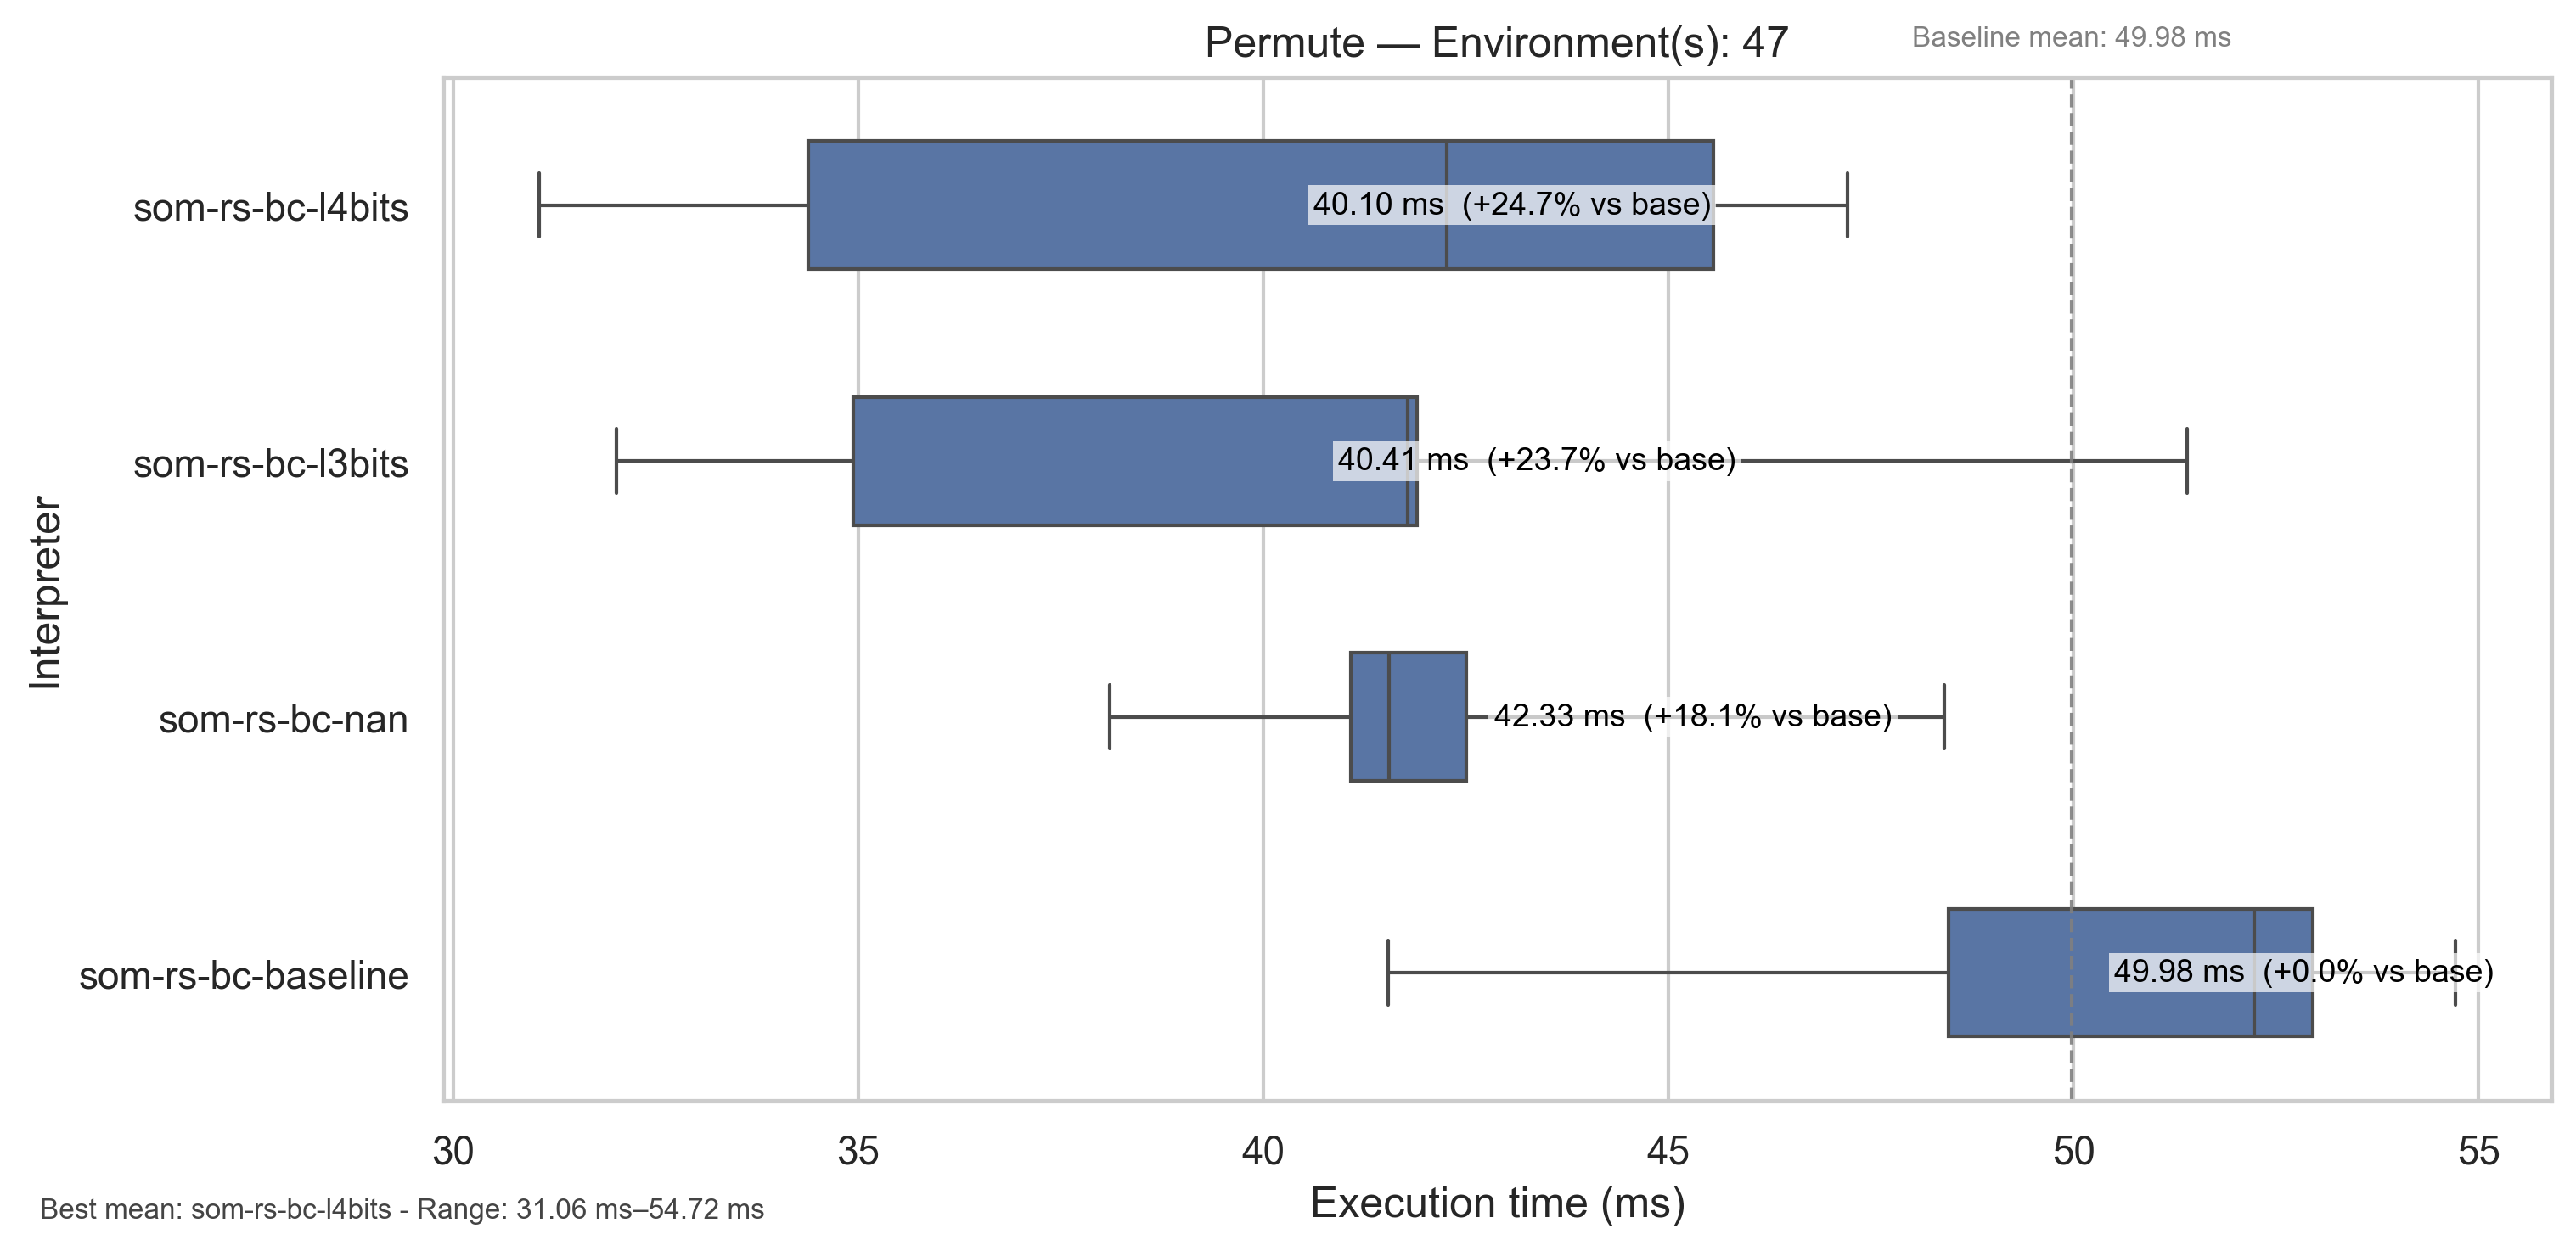 Permute — Environment(s): 47
Baseline mean: 49.98 ms
Interpreter
som-rs-bc-l4bits
40.10 ms  (+24.7% vs base)
som-rs-bc-l3bits
40.41 ms  (+23.7% vs base)
som-rs-bc-nan
42.33 ms  (+18.1% vs base)
som-rs-bc-baseline
49.98 ms  (+0.0% vs base)
30 35 40 45 50 55
Execution time (ms)
Best mean: som-rs-bc-l4bits - Range: 31.06 ms–54.72 ms